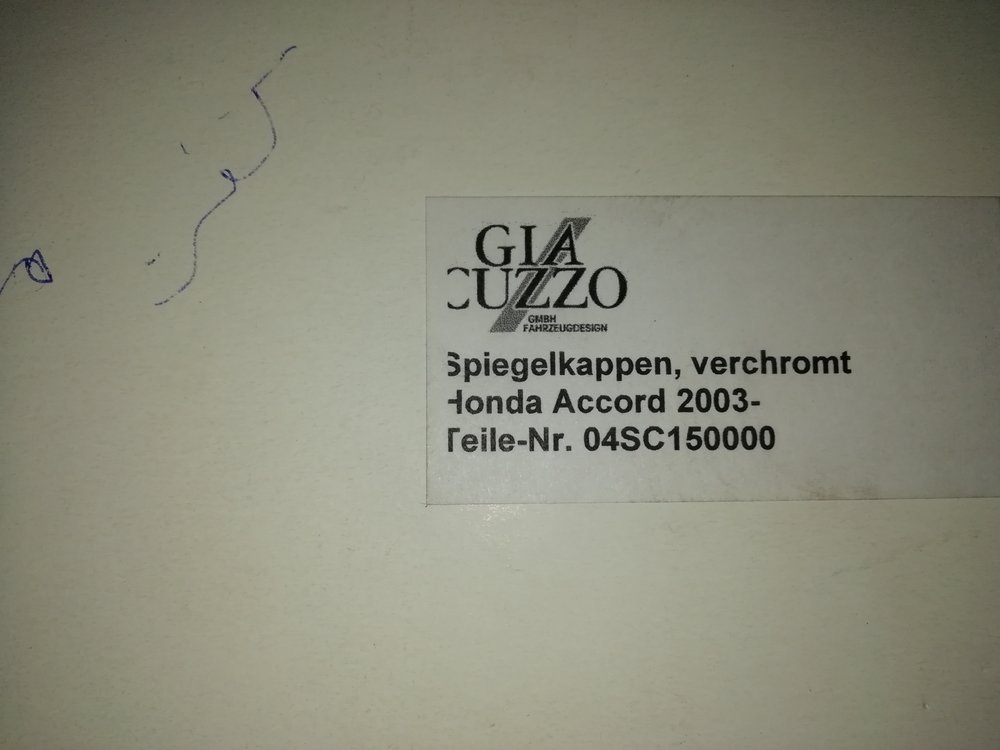 GIA
CUZZO
GMBH
FAHRZEUGDESIGN
Spiegelkappen, verchromt
Honda Accord 2003-
Teile-Nr. 04SC150000